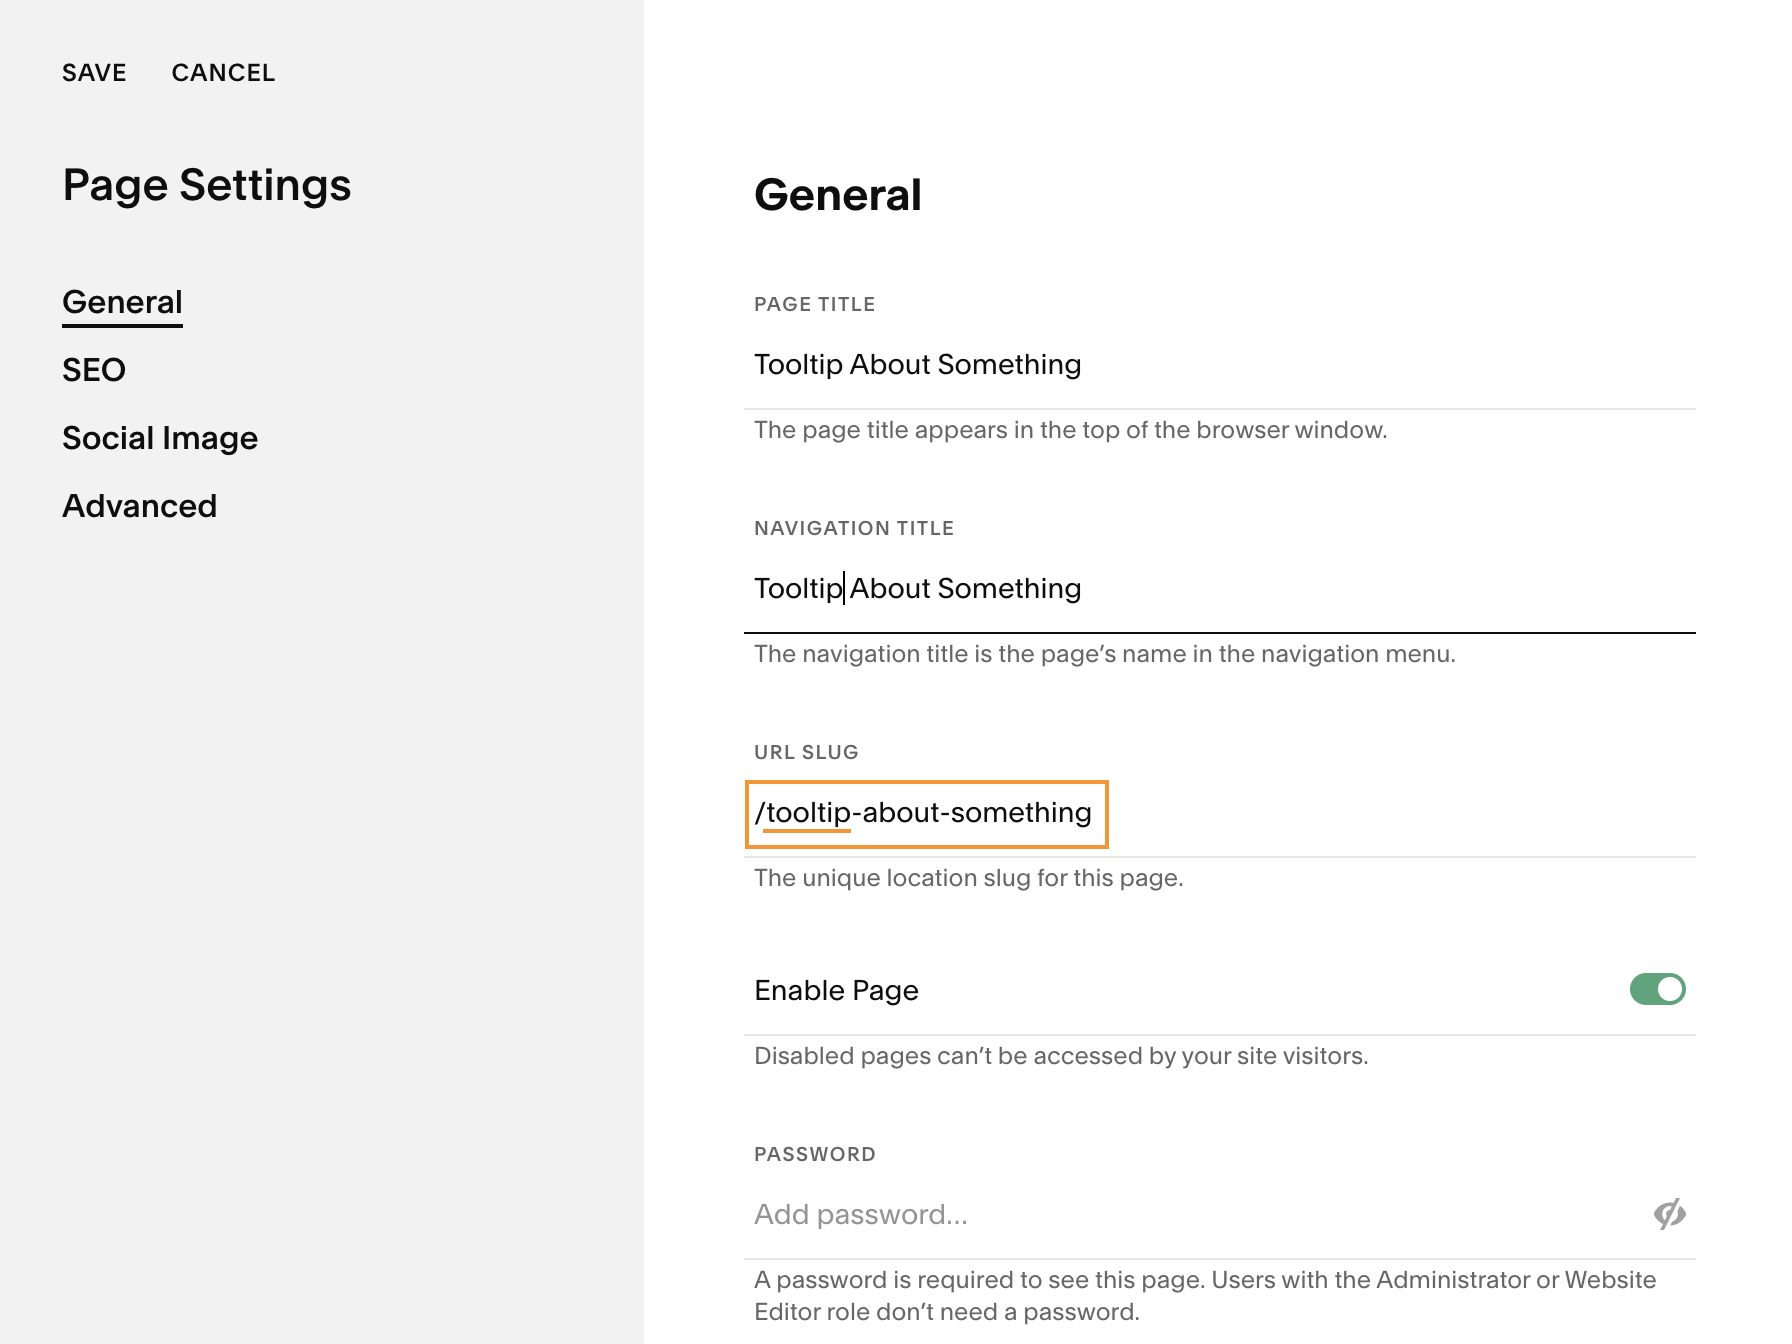 SAVE CANCEL
Page Settings
General
SEO
Social Image
Advanced
General
PAGE TITLE
Tooltip About Something
The page title appears in the top of the browser window.
NAVIGATION TITLE
Tooltip About Something
The navigation title is the page’s name in the navigation menu.
URL SLUG
/tooltip-about-something
The unique location slug for this page.
Enable Page
Disabled pages can’t be accessed by your site visitors.
PASSWORD
Add password...
A password is required to see this page. Users with the Administrator or Website
Editor role don’t need a password.